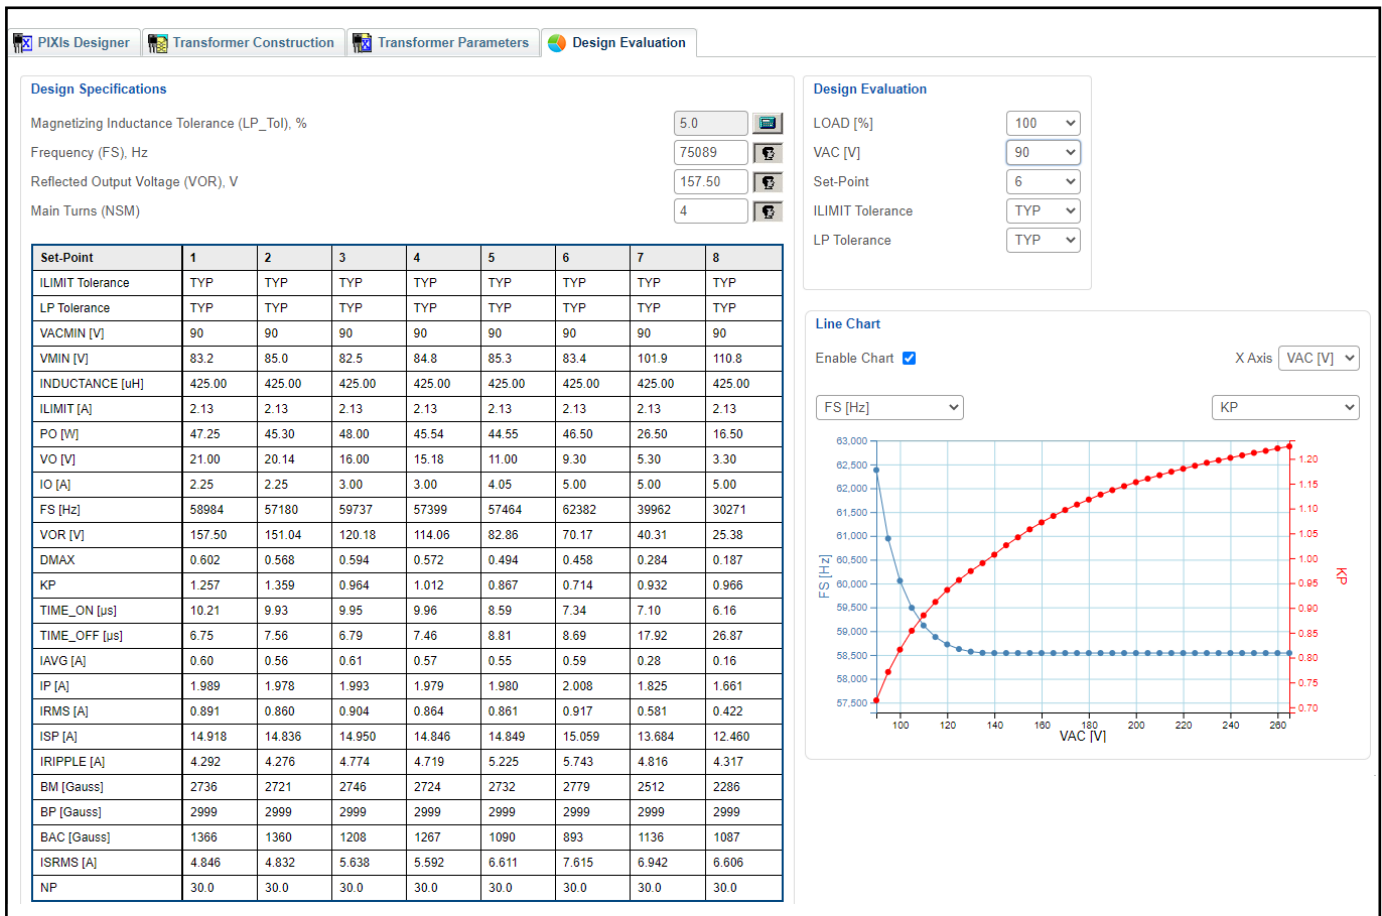 PIXIs Designer Transformer Construction Transformer Parameters Design Evaluation
Design Specifications
Magnetizing Inductance Tolerance (LP_Tol), % 5.0
Frequency (FS), Hz 75089
Reflected Output Voltage (VOR), V 157.50
Main Turns (NSM) 4
Set-Point 1 2 3 4 5 6 7 8
ILIMIT Tolerance TYP TYP TYP TYP TYP TYP TYP TYP
LP Tolerance TYP TYP TYP TYP TYP TYP TYP TYP
VACMIN [V] 90 90 90 90 90 90 90 90
VMIN [V] 83.2 85.0 82.5 84.8 85.3 83.4 101.9 110.8
INDUCTANCE [uH] 425.00 425.00 425.00 425.00 425.00 425.00 425.00 425.00
ILIMIT [A] 2.13 2.13 2.13 2.13 2.13 2.13 2.13 2.13
PO [W] 47.25 45.30 48.00 45.54 44.55 46.50 26.50 16.50
VO [V] 21.00 20.14 16.00 15.18 11.00 9.30 5.30 3.30
IO [A] 2.25 2.25 3.00 3.00 4.05 5.00 5.00 5.00
FS [Hz] 58984 57180 59737 57399 57464 62382 39962 30271
VOR [V] 157.50 151.04 120.18 114.06 82.86 70.17 40.31 25.38
DMAX 0.602 0.568 0.594 0.572 0.494 0.458 0.284 0.187
KP 1.257 1.359 0.964 1.012 0.867 0.714 0.932 0.966
TIME_ON [µs] 10.21 9.93 9.95 9.96 8.59 7.34 7.10 6.16
TIME_OFF [µs] 6.75 7.56 6.79 7.46 8.81 8.69 17.92 26.87
IAVG [A] 0.60 0.56 0.61 0.57 0.55 0.59 0.28 0.16
IP [A] 1.989 1.978 1.993 1.979 1.980 2.008 1.825 1.661
IRMS [A] 0.891 0.860 0.904 0.864 0.861 0.917 0.581 0.422
ISP [A] 14.918 14.836 14.950 14.846 14.849 15.059 13.684 12.460
IRIPPLE [A] 4.292 4.276 4.774 4.719 5.225 5.743 4.816 4.317
BM [Gauss] 2736 2721 2746 2724 2732 2779 2512 2286
BP [Gauss] 2999 2999 2999 2999 2999 2999 2999 2999
BAC [Gauss] 1366 1360 1208 1267 1090 893 1136 1087
ISRMS [A] 4.846 4.832 5.638 5.592 6.611 7.615 6.942 6.606
NP 30.0 30.0 30.0 30.0 30.0 30.0 30.0 30.0
Design Evaluation
LOAD [%] 100
VAC [V] 90
Set-Point 6
ILIMIT Tolerance TYP
LP Tolerance TYP
Line Chart
Enable Chart X Axis VAC [V]
FS [Hz] KP
63,000
62,500
62,000
61,500
61,000
60,500
60,000
59,500
59,000
58,500
58,000
57,500
FS [Hz]
1.20
1.15
1.10
1.05
1.00
0.95
0.90
0.85
0.80
0.75
0.70
KP
100 120 140 160 180 200 220 240 260
VAC [V]